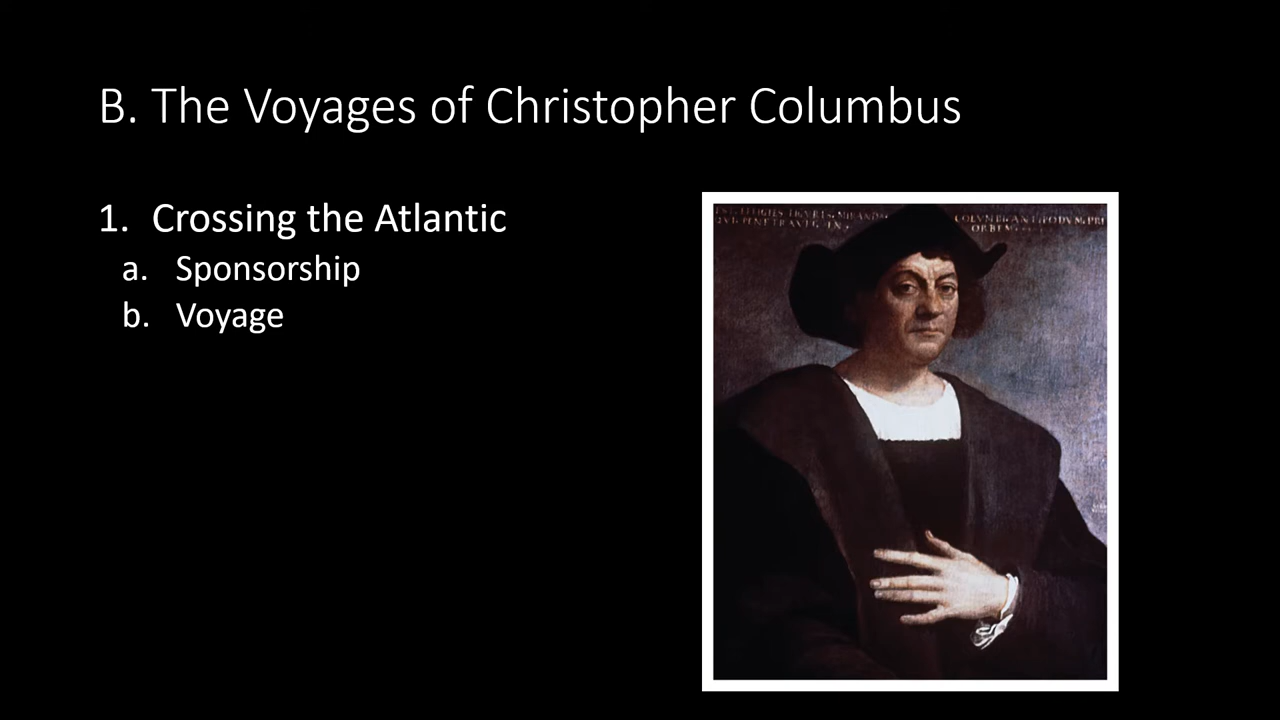 B. The Voyages of Christopher Columbus
1. Crossing the Atlantic
a. Sponsorship
b. Voyage